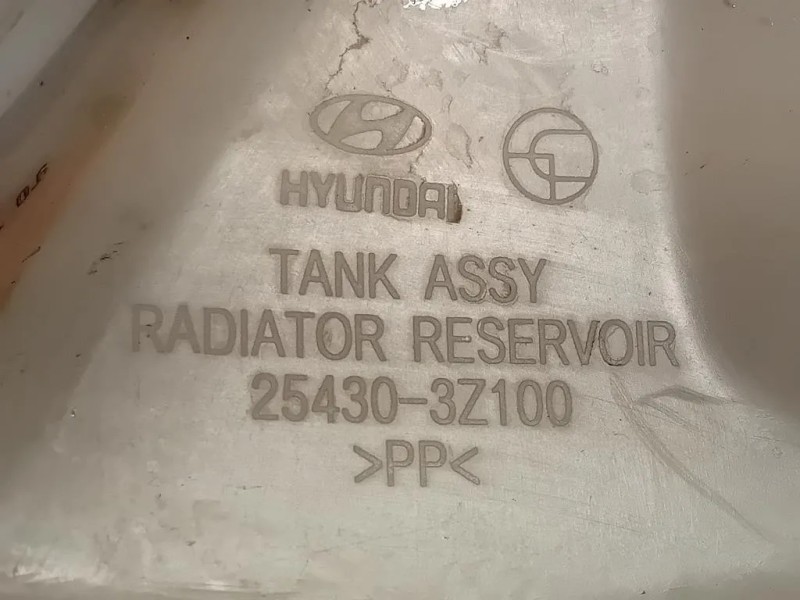 HYUNDAI
TANK ASSY
RADIATOR RESERVOIR
25430-3Z100
>PP<